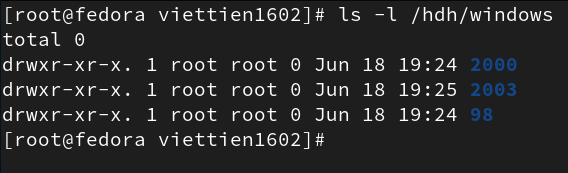 [root@fedora viettien1602]# ls -l /hdh/windows
total 0
drwxr-xr-x. 1 root root 0 Jun 18 19:24 2000
drwxr-xr-x. 1 root root 0 Jun 18 19:25 2003
drwxr-xr-x. 1 root root 0 Jun 18 19:24 98
[root@fedora viettien1602]#